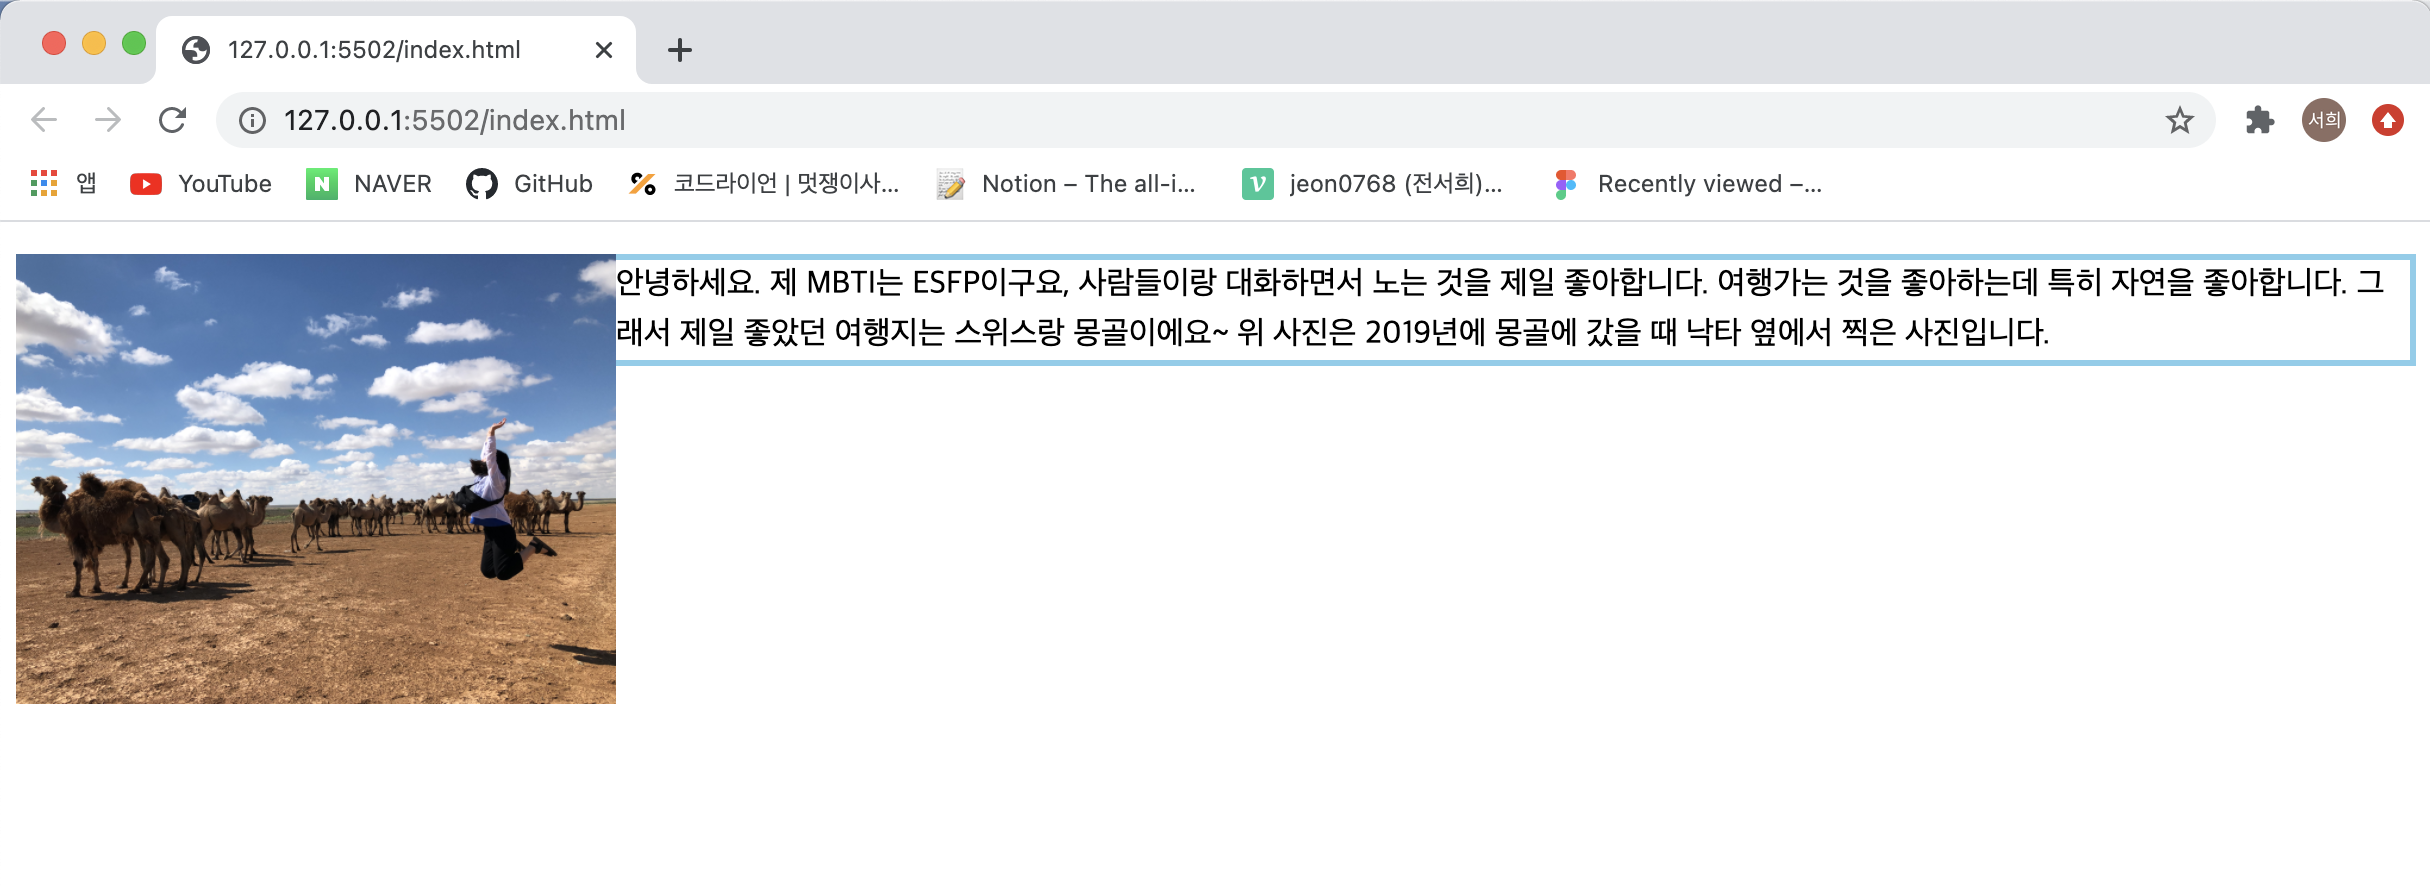 127.0.0.1:5502/index.html
127.0.0.1:5502/index.html
서희
앱 YouTube NAVER GitHub 코드라이언 | 멋쟁이사... Notion – The all-i... jeon0768 (전서희)... Recently viewed –...
안녕하세요. 제 MBTI는 ESFP이구요, 사람들이랑 대화하면서 노는 것을 제일 좋아합니다. 여행가는 것을 좋아하는데 특히 자연을 좋아합니다. 그
래서 제일 좋았던 여행지는 스위스랑 몽골이에요~ 위 사진은 2019년에 몽골에 갔을 때 낙타 옆에서 찍은 사진입니다.